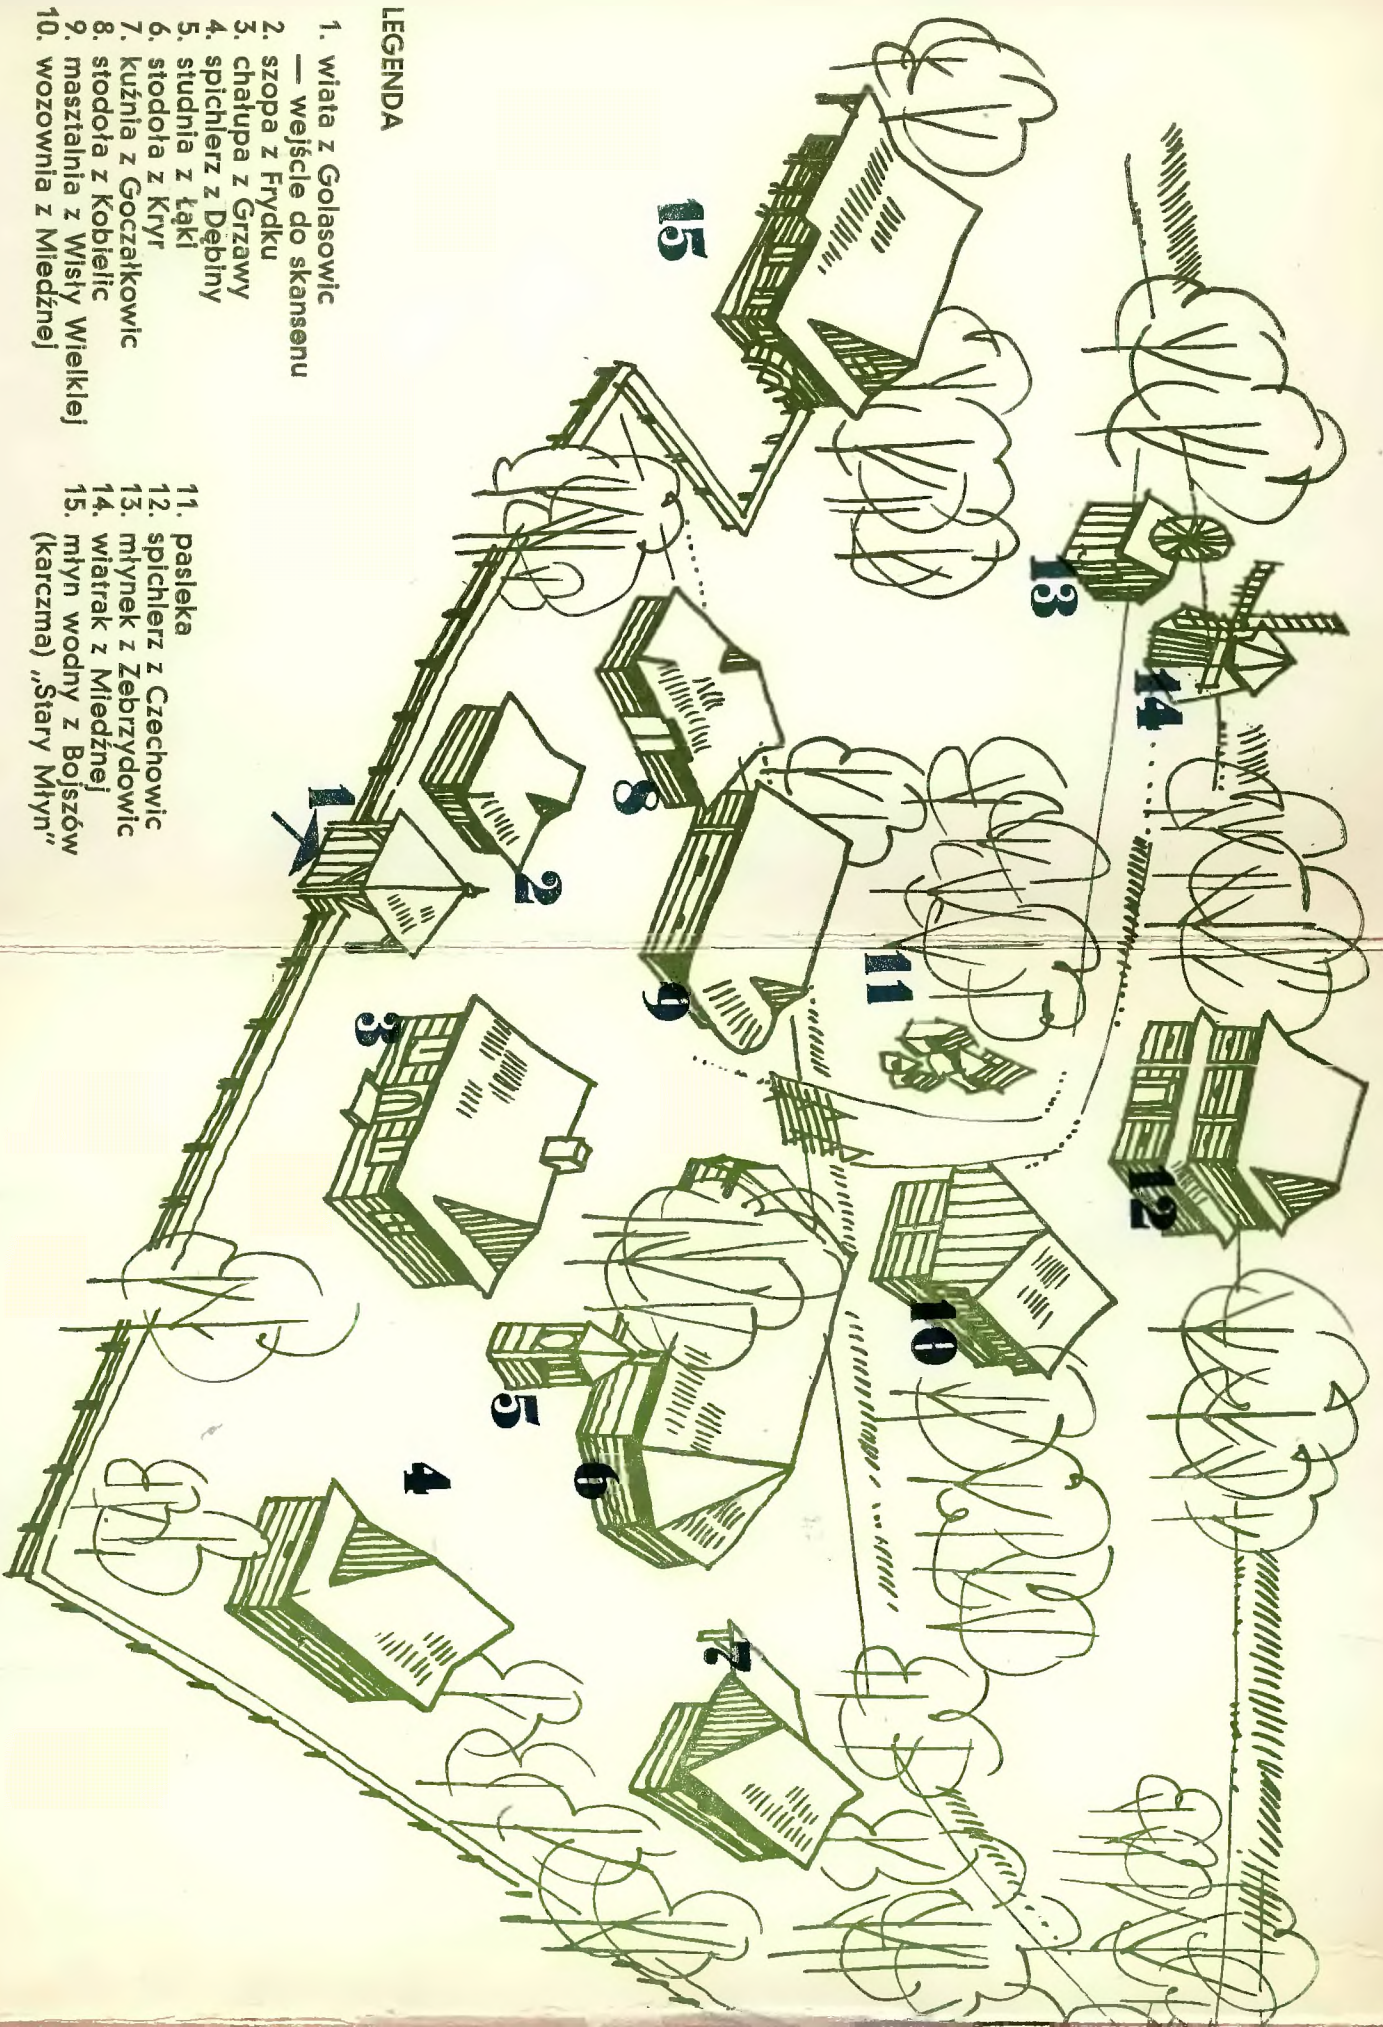 LEGENDA
1. wiata z Golasowic
— wejście do skansenu
2. szopa z Frydku
3. chałupa z Grzawy
4. spichlerz z Dębiny
5. studnia z Łąki
6. stodoła z Kryr
7. kuźnia z Goczałkowic
8. stodoła z Kobielic
9. masztalnia z Wisły Wielkiej
10. wozownia z Miedźnej
11. pasieka
12. spichlerz z Czechowic
13. młynek z Zebrzydowic
14. wiatrak z Miedźnej
15. młyn wodny z Bojszów
(karczma) „Stary Młyn”
15
13
14
1
2
8
9
11
12
3
10
5
6
4
7